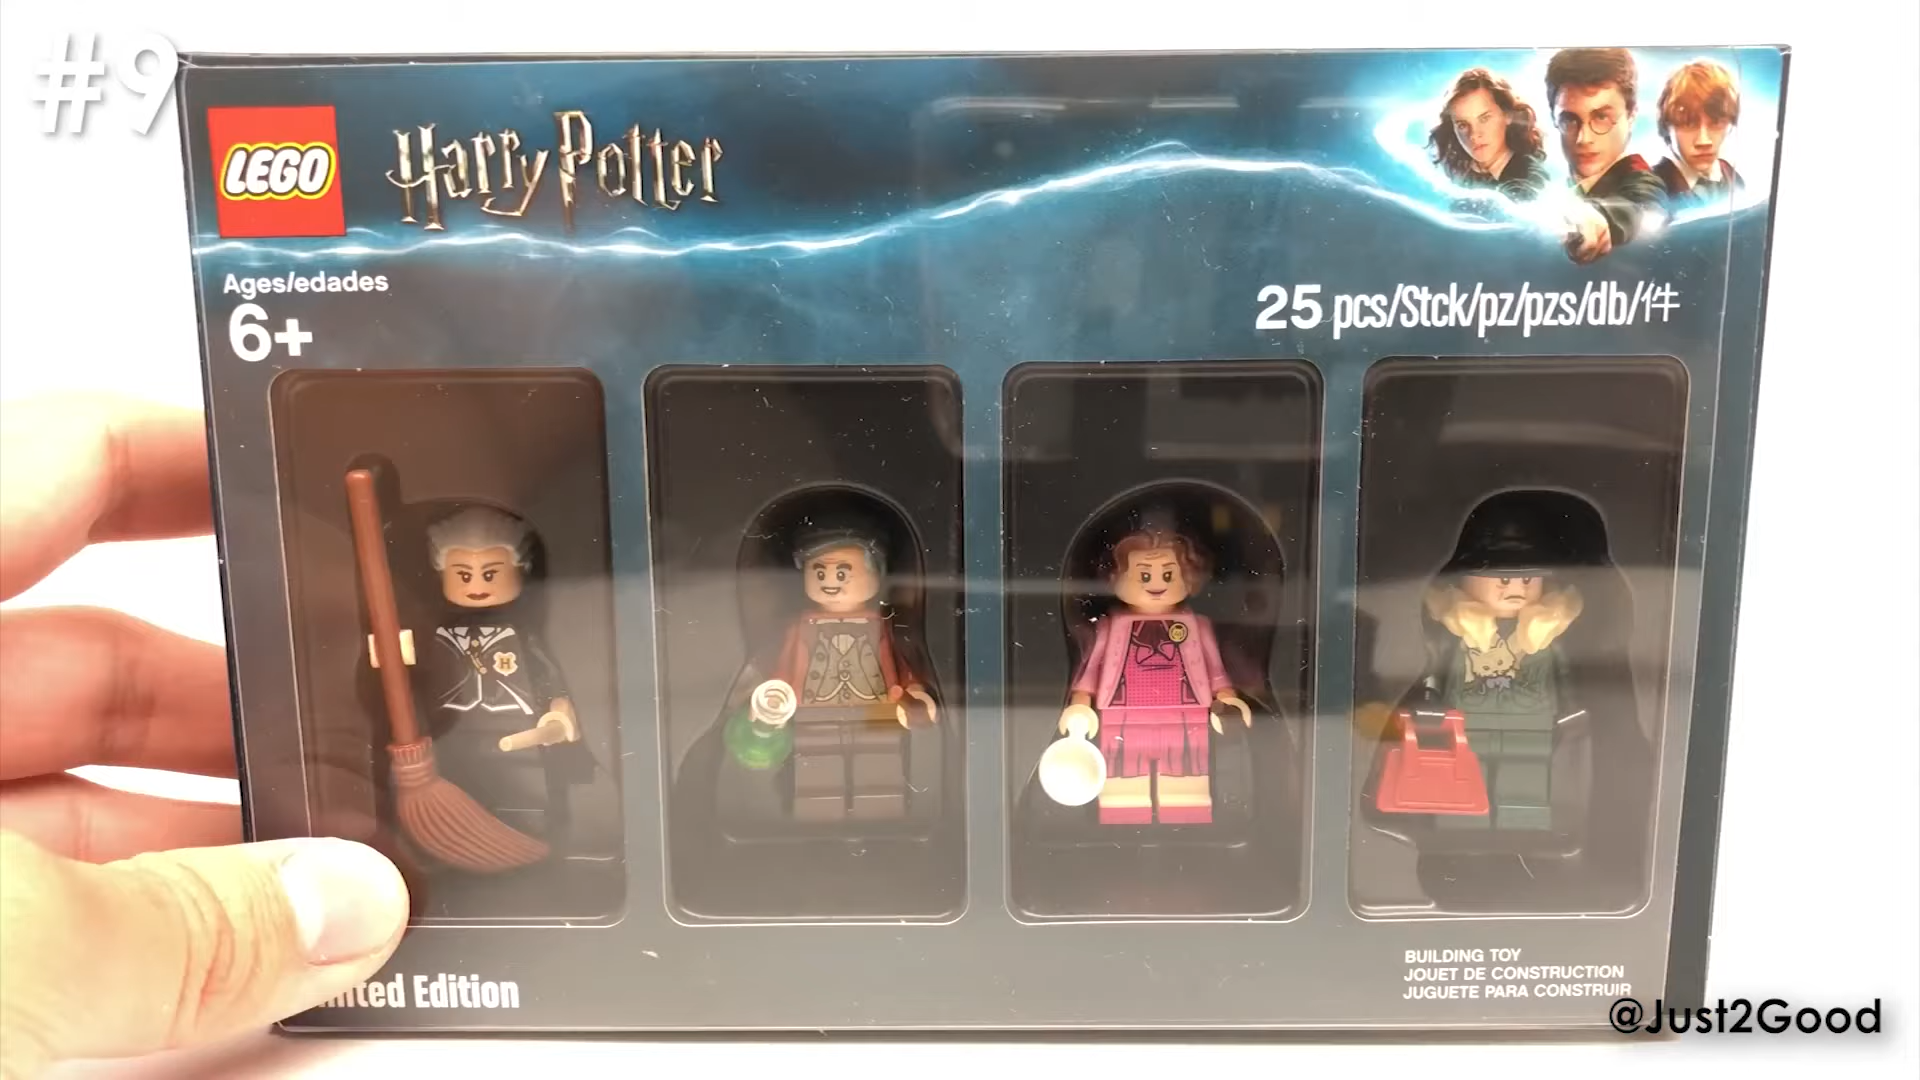 #9
LEGO
Harry Potter
Ages/edades
6+
25 pcs/Stck/pz/pzs/db/件
H
Edition
BUILDING TOY
JOUET DE CONSTRUCTION
JUGUETE PARA CONSTRUIR
@Just2Good